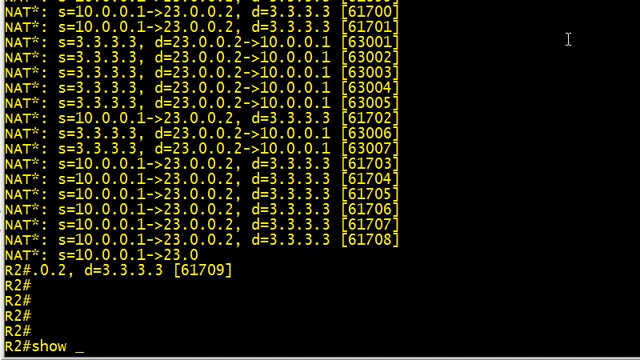 NAT*: s=10.0.0.1->23.0.0.2, d=3.3.3.3 [61700]
NAT*: s=10.0.0.1->23.0.0.2, d=3.3.3.3 [61701]
NAT*: s=3.3.3.3, d=23.0.0.2->10.0.0.1 [63001]
NAT*: s=3.3.3.3, d=23.0.0.2->10.0.0.1 [63002]
NAT*: s=3.3.3.3, d=23.0.0.2->10.0.0.1 [63003]
NAT*: s=3.3.3.3, d=23.0.0.2->10.0.0.1 [63004]
NAT*: s=3.3.3.3, d=23.0.0.2->10.0.0.1 [63005]
NAT*: s=10.0.0.1->23.0.0.2, d=3.3.3.3 [61702]
NAT*: s=3.3.3.3, d=23.0.0.2->10.0.0.1 [63006]
NAT*: s=3.3.3.3, d=23.0.0.2->10.0.0.1 [63007]
NAT*: s=10.0.0.1->23.0.0.2, d=3.3.3.3 [61703]
NAT*: s=10.0.0.1->23.0.0.2, d=3.3.3.3 [61704]
NAT*: s=10.0.0.1->23.0.0.2, d=3.3.3.3 [61705]
NAT*: s=10.0.0.1->23.0.0.2, d=3.3.3.3 [61706]
NAT*: s=10.0.0.1->23.0.0.2, d=3.3.3.3 [61707]
NAT*: s=10.0.0.1->23.0.0.2, d=3.3.3.3 [61708]
NAT*: s=10.0.0.1->23.0
R2#.0.2, d=3.3.3.3 [61709]
R2#
R2#
R2#
R2#
R2#show _